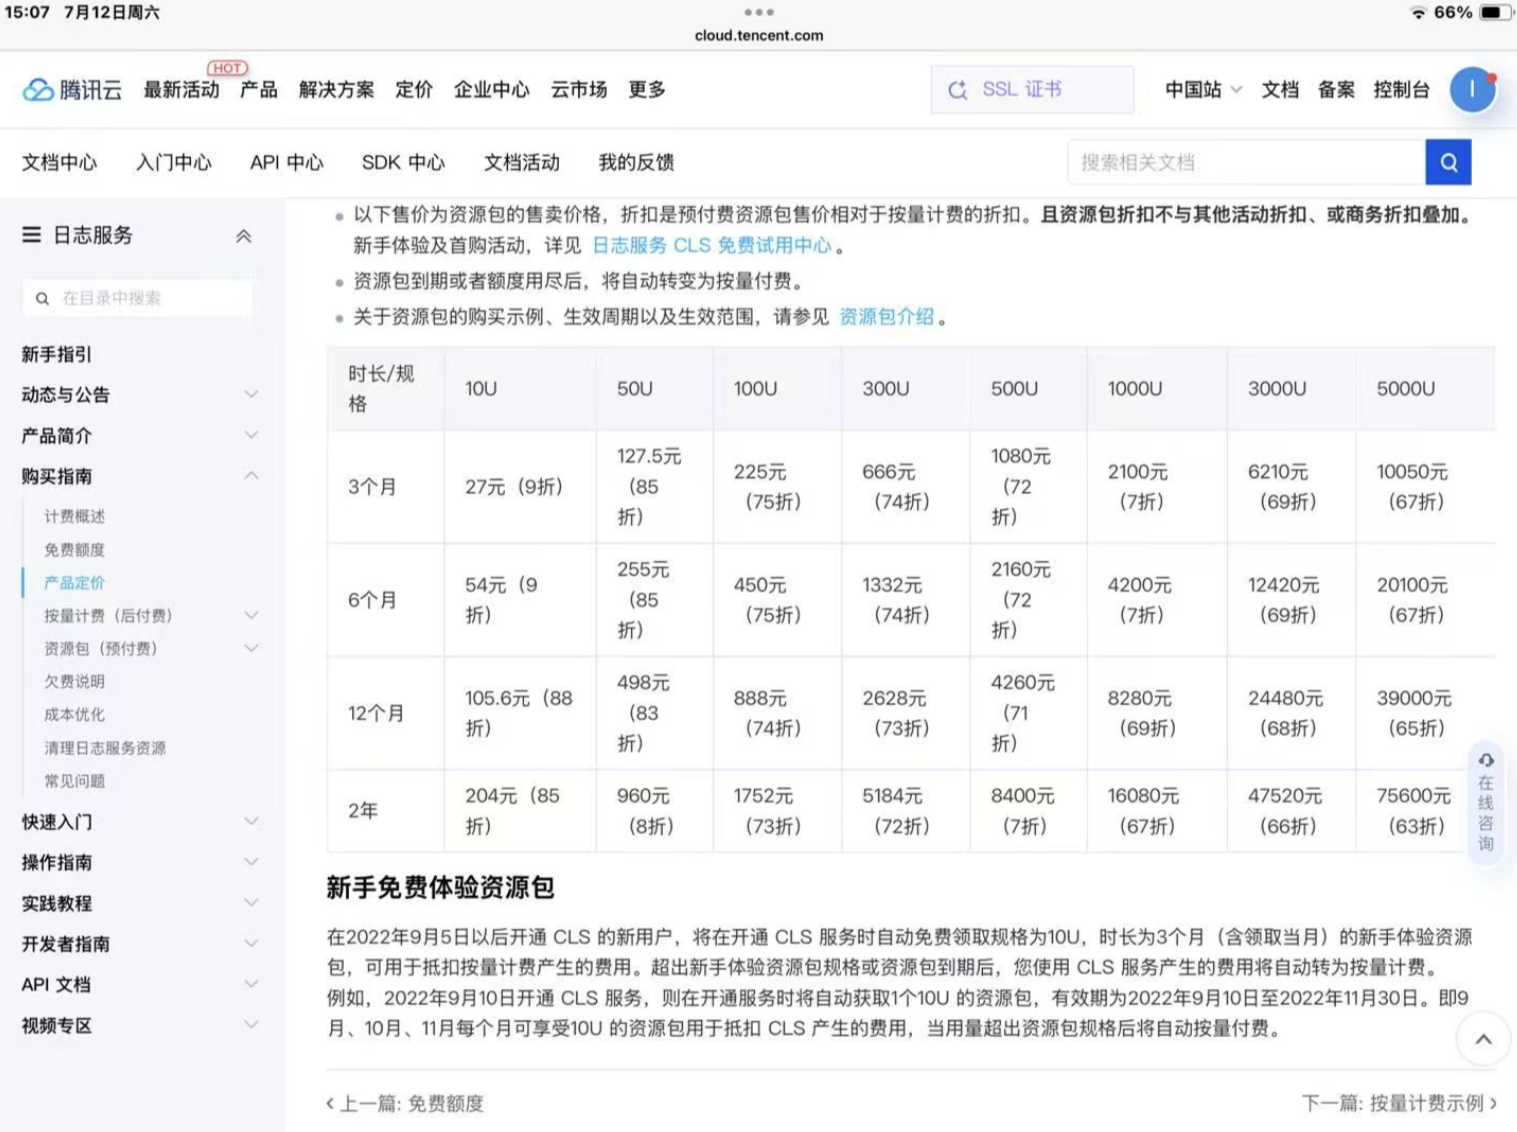 15:07 7月12日周六
66%
cloud.tencent.com
腾讯云 最新活动 HOT 产品 解决方案 定价 企业中心 云市场 更多 SSL 证书 中国站 文档 备案 控制台 I
文档中心 入门中心 API 中心 SDK 中心 文档活动 我的反馈 搜索相关文档
日志服务
在目录中搜索
新手指引
动态与公告
产品简介
购买指南
计费概述
免费额度
产品定价
按量计费（后付费）
资源包（预付费）
欠费说明
成本优化
清理日志服务资源
常见问题
快速入门
操作指南
实践教程
开发者指南
API 文档
视频专区
以下售价为资源包的售卖价格，折扣是预付费资源包售价相对于按量计费的折扣。且资源包折扣不与其他活动折扣、或商务折扣叠加。
新手体验及首购活动，详见 日志服务 CLS 免费试用中心 。
资源包到期或者额度用尽后，将自动转变为按量付费。
关于资源包的购买示例、生效周期以及生效范围，请参见 资源包介绍 。
时长/规格 10U 50U 100U 300U 500U 1000U 3000U 5000U
3个月 27元（9折） 127.5元（85折） 225元（75折） 666元（74折） 1080元（72折） 2100元（7折） 6210元（69折） 10050元（67折）
6个月 54元（9折） 255元（85折） 450元（75折） 1332元（74折） 2160元（72折） 4200元（7折） 12420元（69折） 20100元（67折）
12个月 105.6元（88折） 498元（83折） 888元（74折） 2628元（73折） 4260元（71折） 8280元（69折） 24480元（68折） 39000元（65折）
2年 204元（85折） 960元（8折） 1752元（73折） 5184元（72折） 8400元（7折） 16080元（67折） 47520元（66折） 75600元（63折）
新手免费体验资源包
在2022年9月5日以后开通 CLS 的新用户，将在开通 CLS 服务时自动免费领取规格为10U，时长为3个月（含领取当月）的新手体验资源
包，可用于抵扣按量计费产生的费用。超出新手体验资源包规格或资源包到期后，您使用 CLS 服务产生的费用将自动转为按量计费。
例如，2022年9月10日开通 CLS 服务，则在开通服务时将自动获取1个10U 的资源包，有效期为2022年9月10日至2022年11月30日。即9
月、10月、11月每个月可享受10U 的资源包用于抵扣 CLS 产生的费用，当用量超出资源包规格后将自动按量付费。
上一篇: 免费额度
下一篇: 按量计费示例
在线咨询